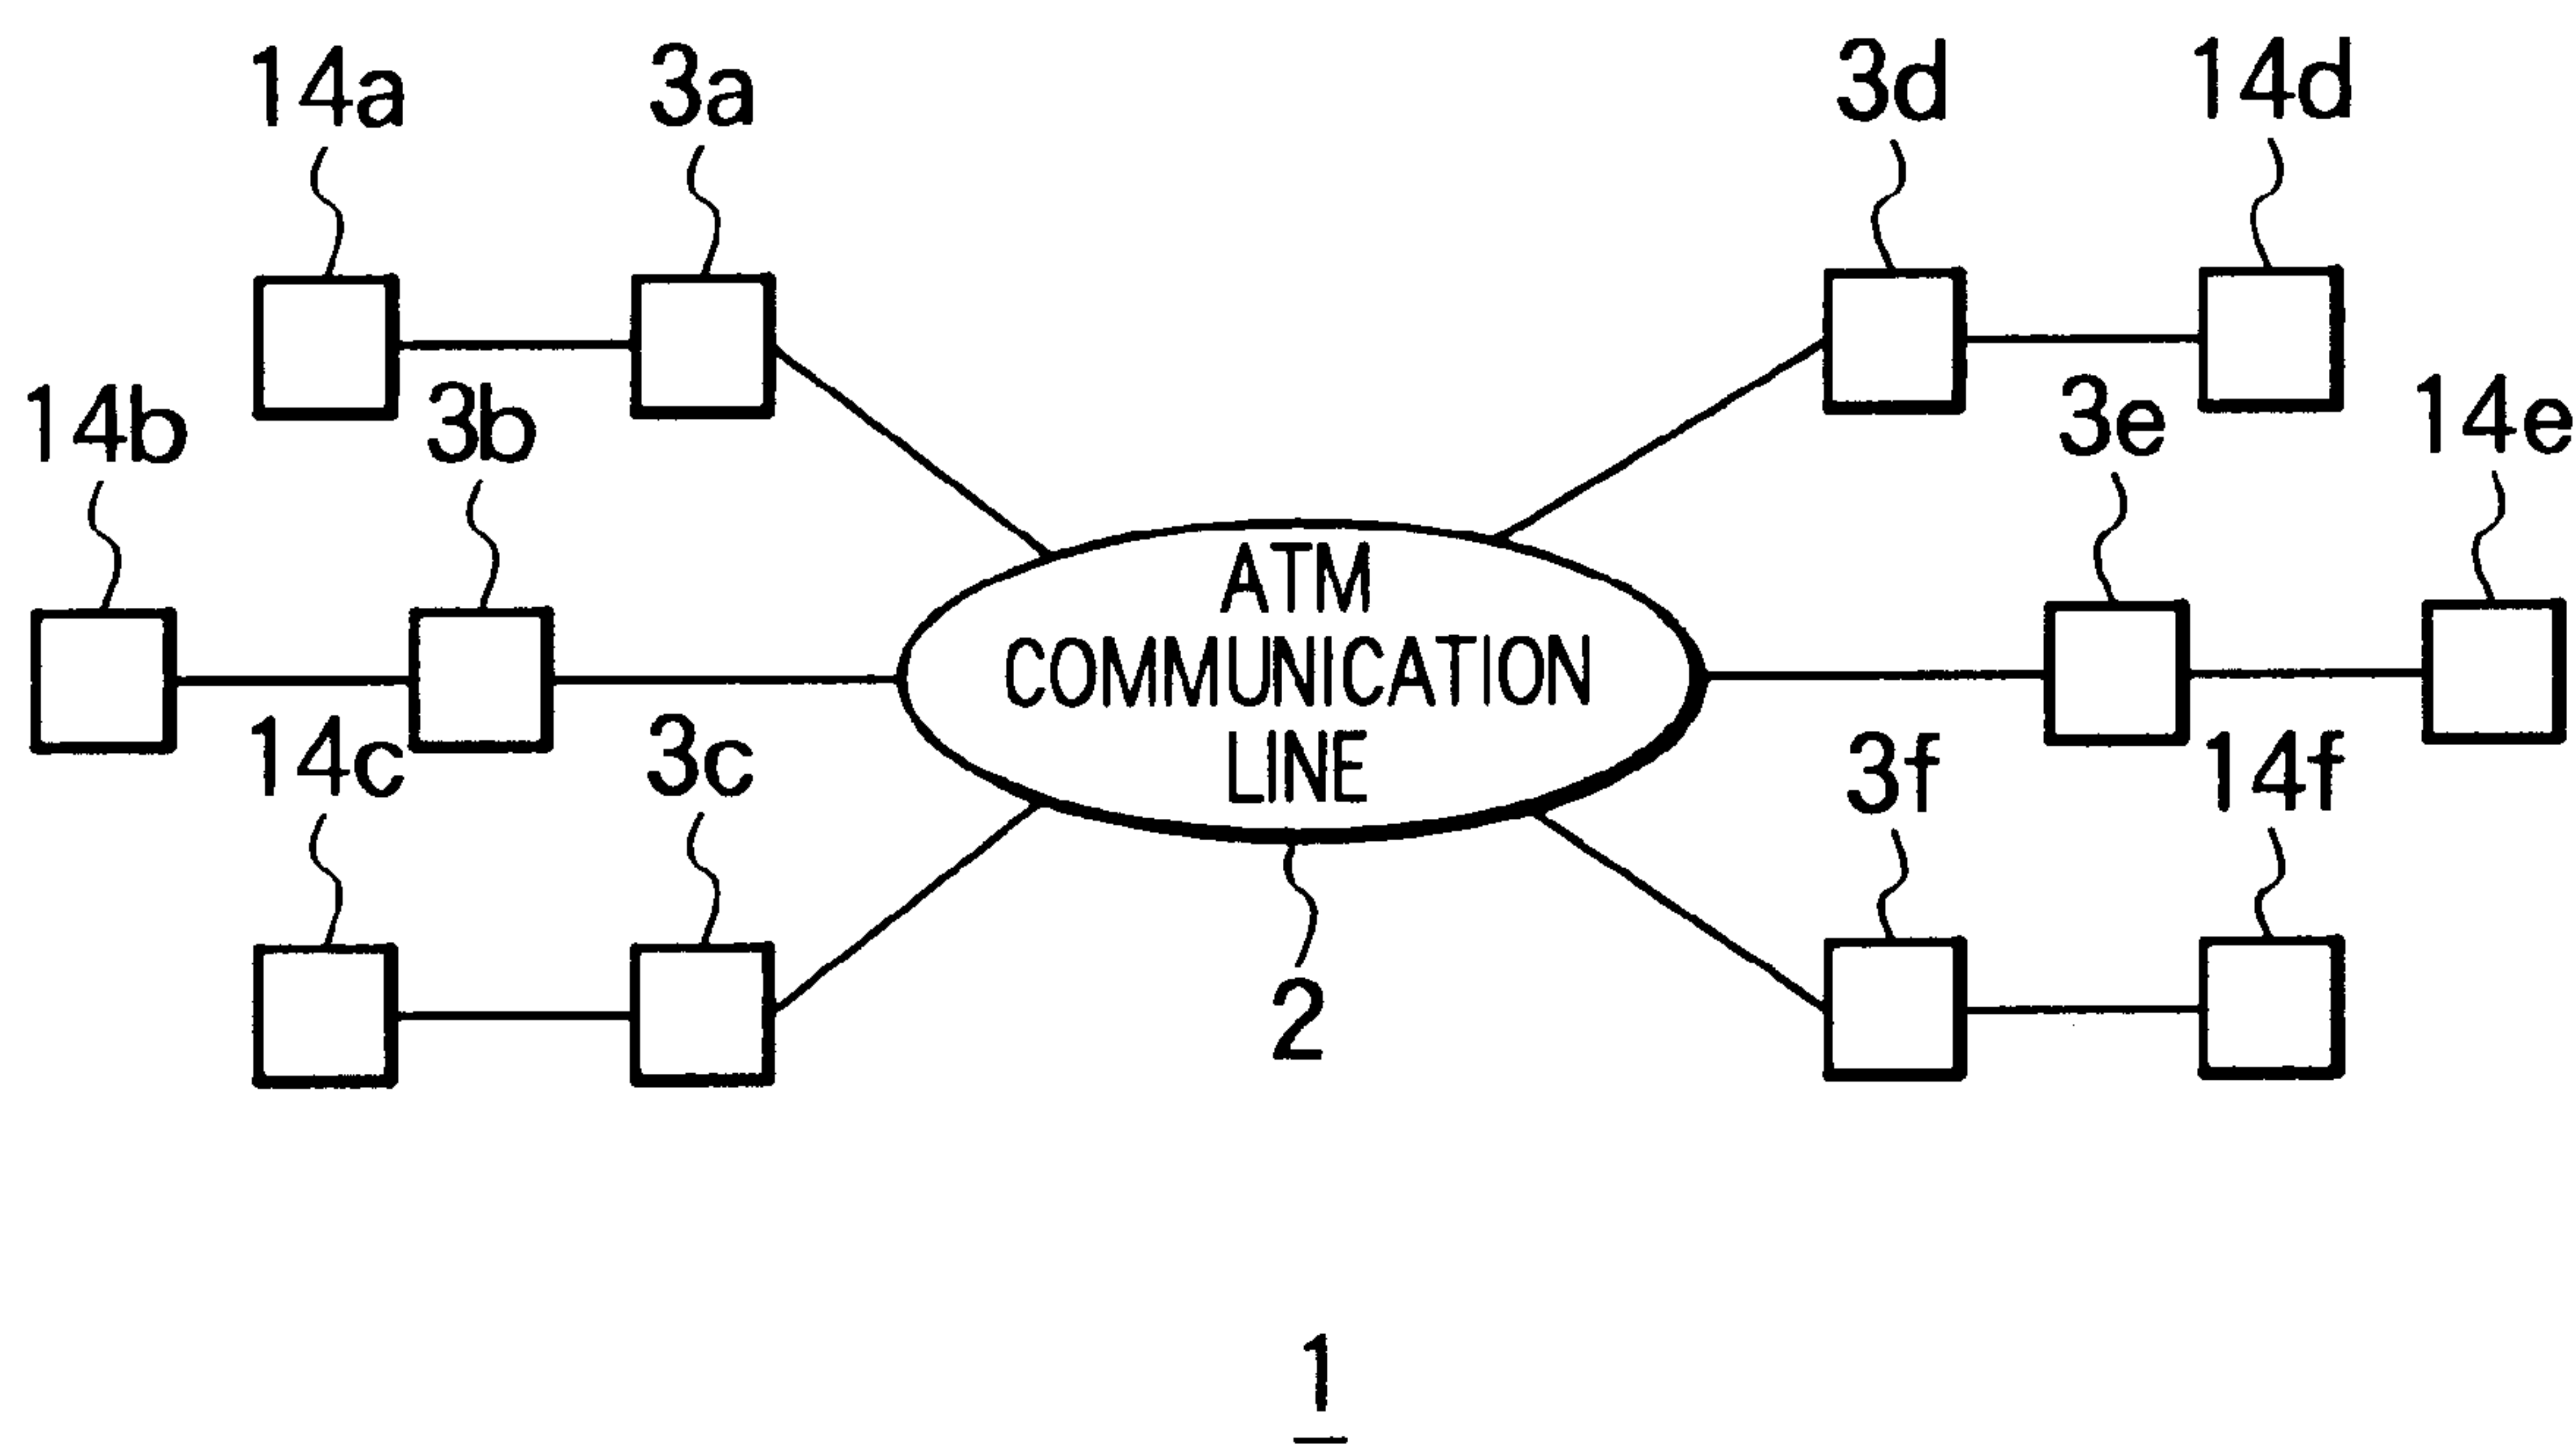 14a 3a 3d 14d
14b 3b 3e 14e
ATM
COMMUNICATION
LINE
14c 3c 3f 14f
2
1